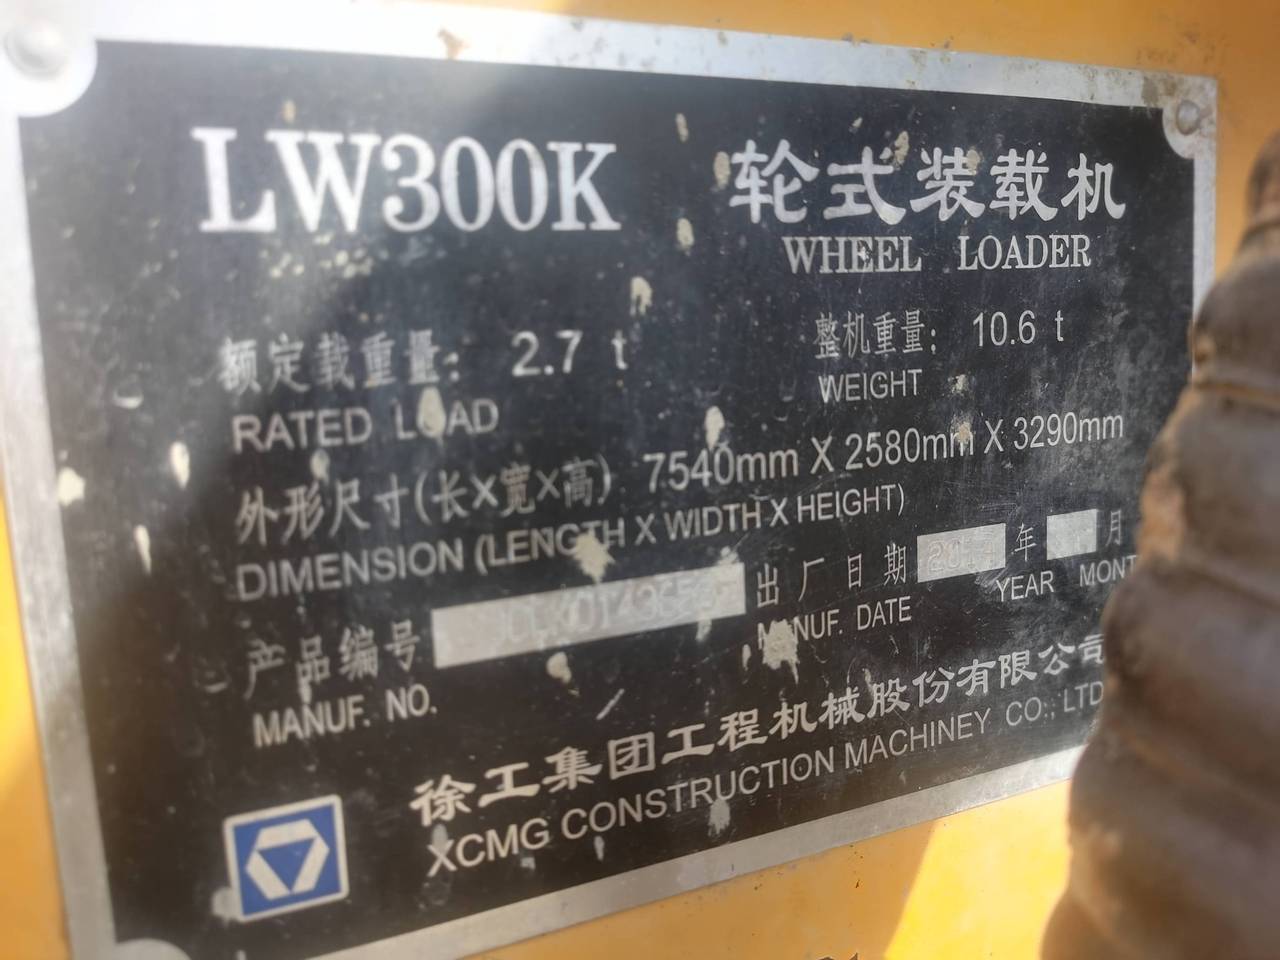 LW300K 轮式装载机
WHEEL LOADER
额定载重量: 2.7 t 整机重量: 10.6 t
RATED LOAD WEIGHT
外形尺寸(长X宽X高) 7540mm X 2580mm X 3290mm
DIMENSION (LENGTH X WIDTH X HEIGHT)
产品编号 出厂日期 年 月
MANUF. NO. MANUF. DATE YEAR MONT
徐工集团工程机械股份有限公司
XCMG CONSTRUCTION MACHINEY CO., LTD